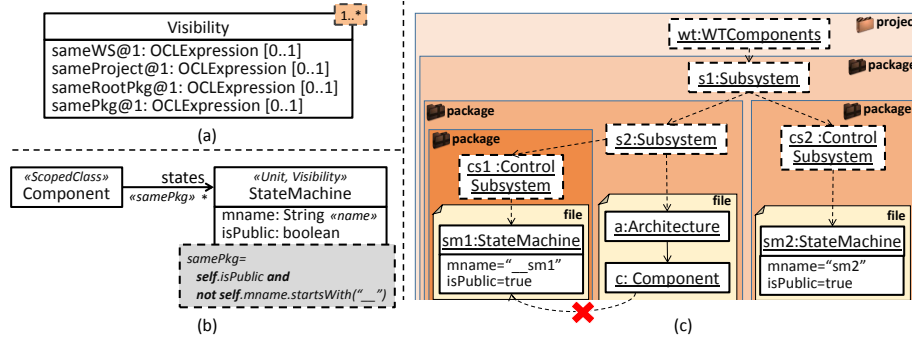 1..*
Visibility
sameWS@1: OCLExpression [0..1]
sameProject@1: OCLExpression [0..1]
sameRootPkg@1: OCLExpression [0..1]
samePkg@1: OCLExpression [0..1]
(a)
«ScopedClass»
Component
states
«samePkg» *
«Unit, Visibility»
StateMachine
mname: String «name»
isPublic: boolean
samePkg=
self.isPublic and
not self.mname.startsWith("__")
(b)
project
wt:WTComponents
package
s1:Subsystem
package
package
package
s2:Subsystem
cs1 :Control
Subsystem
cs2 :Control
Subsystem
file
sm1:StateMachine
mname="__sm1"
isPublic=true
file
a:Architecture
c: Component
file
sm2:StateMachine
mname="sm2"
isPublic=true
(c)